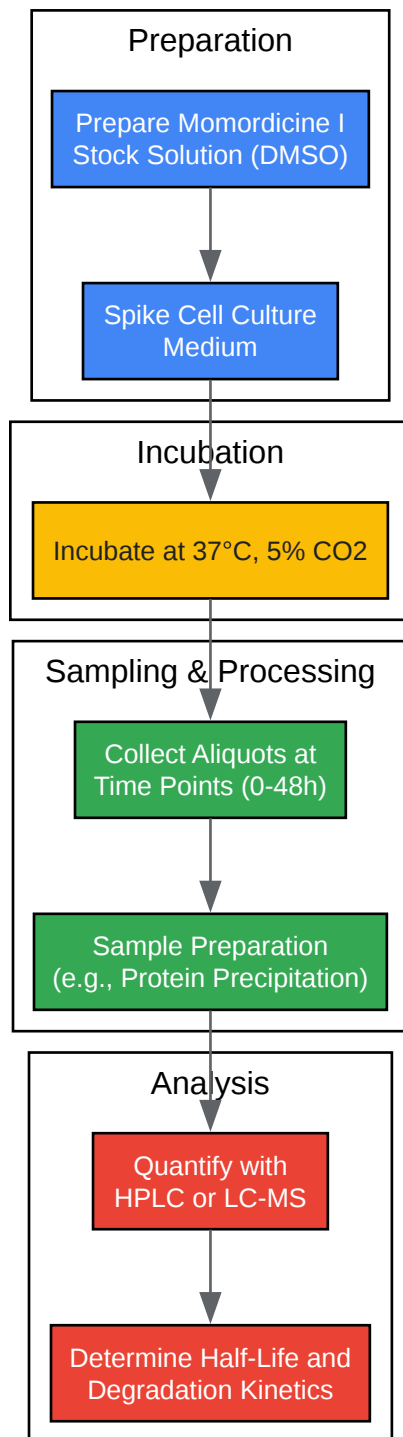 Preparation
Prepare Momordicine I
Stock Solution (DMSO)
Spike Cell Culture
Medium
Incubation
Incubate at 37°C, 5% CO2
Sampling & Processing
Collect Aliquots at
Time Points (0-48h)
Sample Preparation
(e.g., Protein Precipitation)
Analysis
Quantify with
HPLC or LC-MS
Determine Half-Life and
Degradation Kinetics